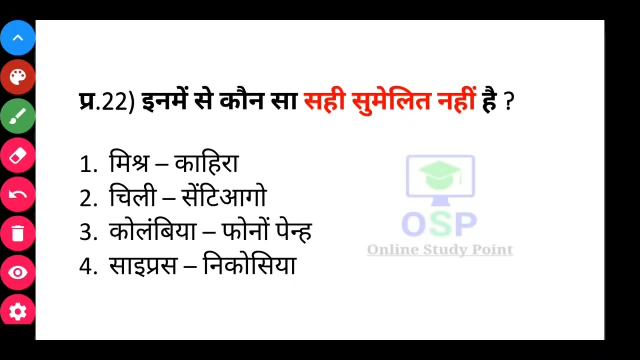 प्र.22) इनमें से कौन सा सही सुमेलित नहीं है ?
1. मिश्र – काहिरा
2. चिली – सेंटिआगो
3. कोलंबिया – फोनों पेन्ह
4. साइप्रस – निकोसिया
OSP
Online Study Point